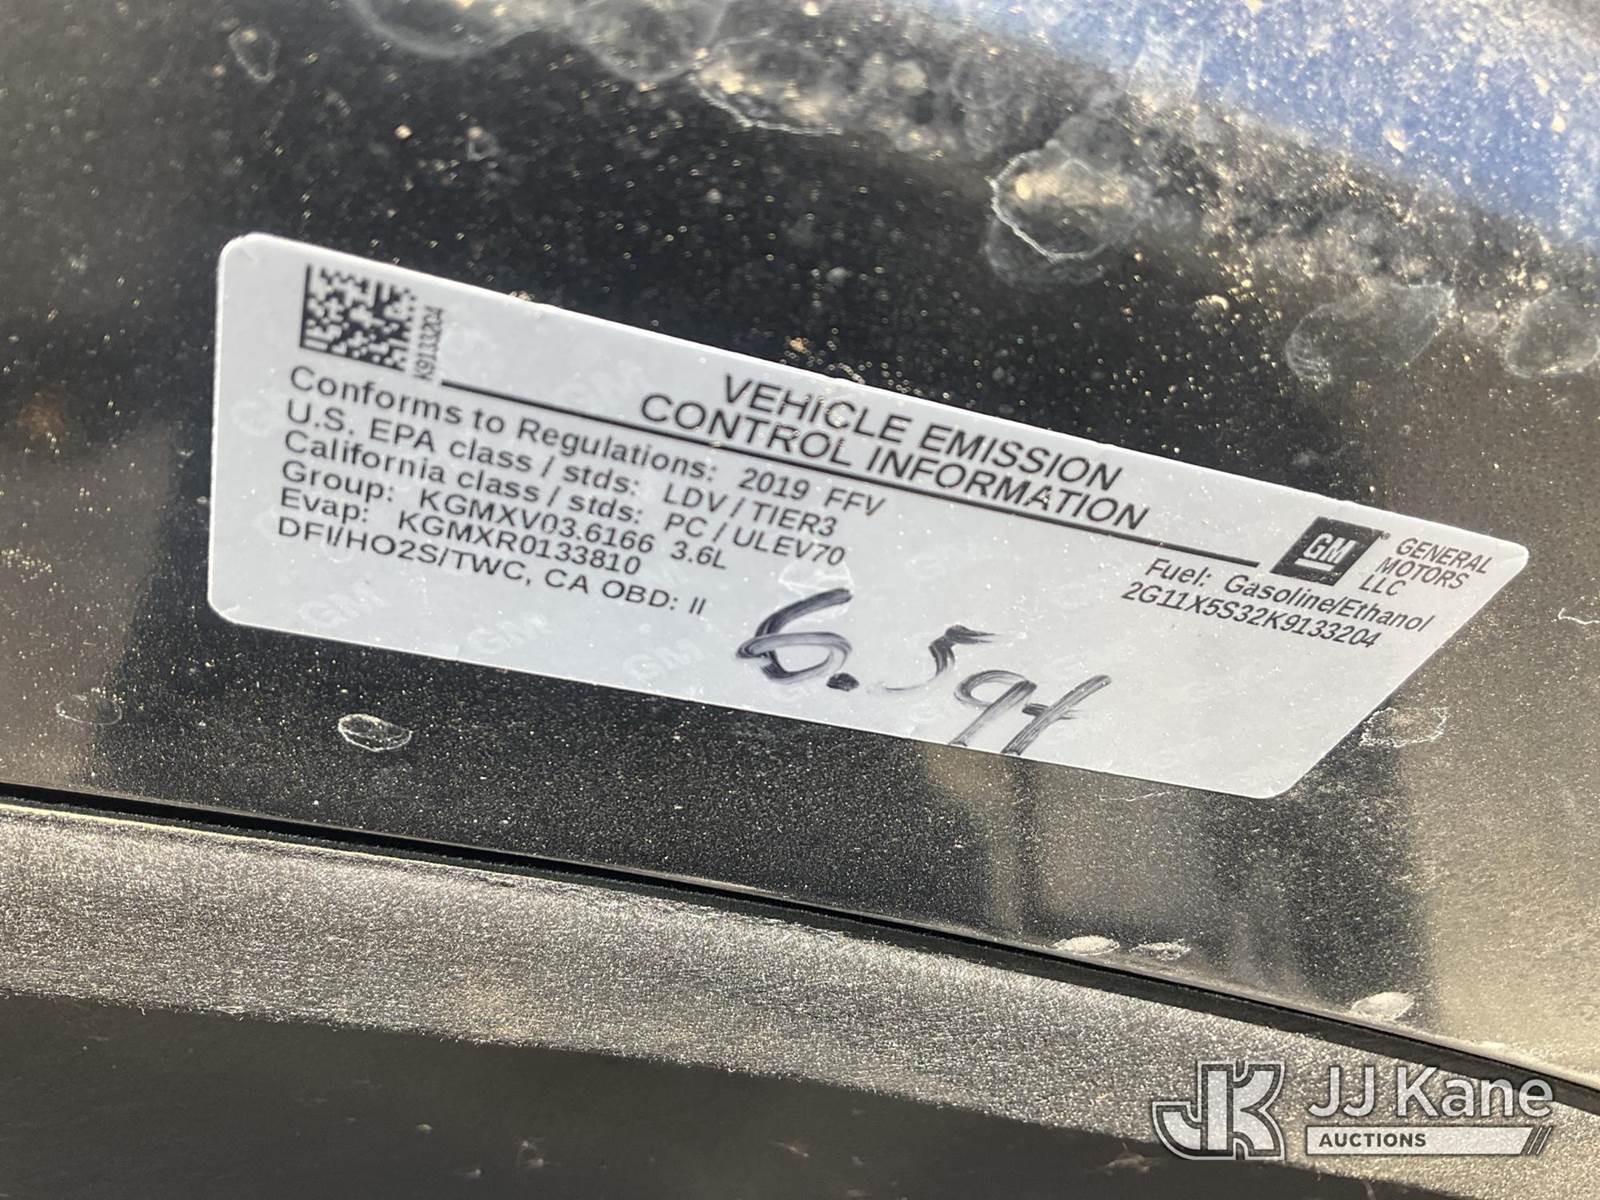 K9133204
VEHICLE EMISSION
CONTROL INFORMATION
Conforms to Regulations: 2019 FFV
U.S. EPA class / stds: LDV / TIER3
California class / stds: PC / ULEV70
Group: KGMXV03.6166 3.6L
Evap: KGMXR0133810
DFI/HO2S/TWC, CA OBD: II
GM
GENERAL
MOTORS
LLC
Fuel: Gasoline/Ethanol
2G11X5S32K9133204
6.5qt
JK JJ Kane
AUCTIONS